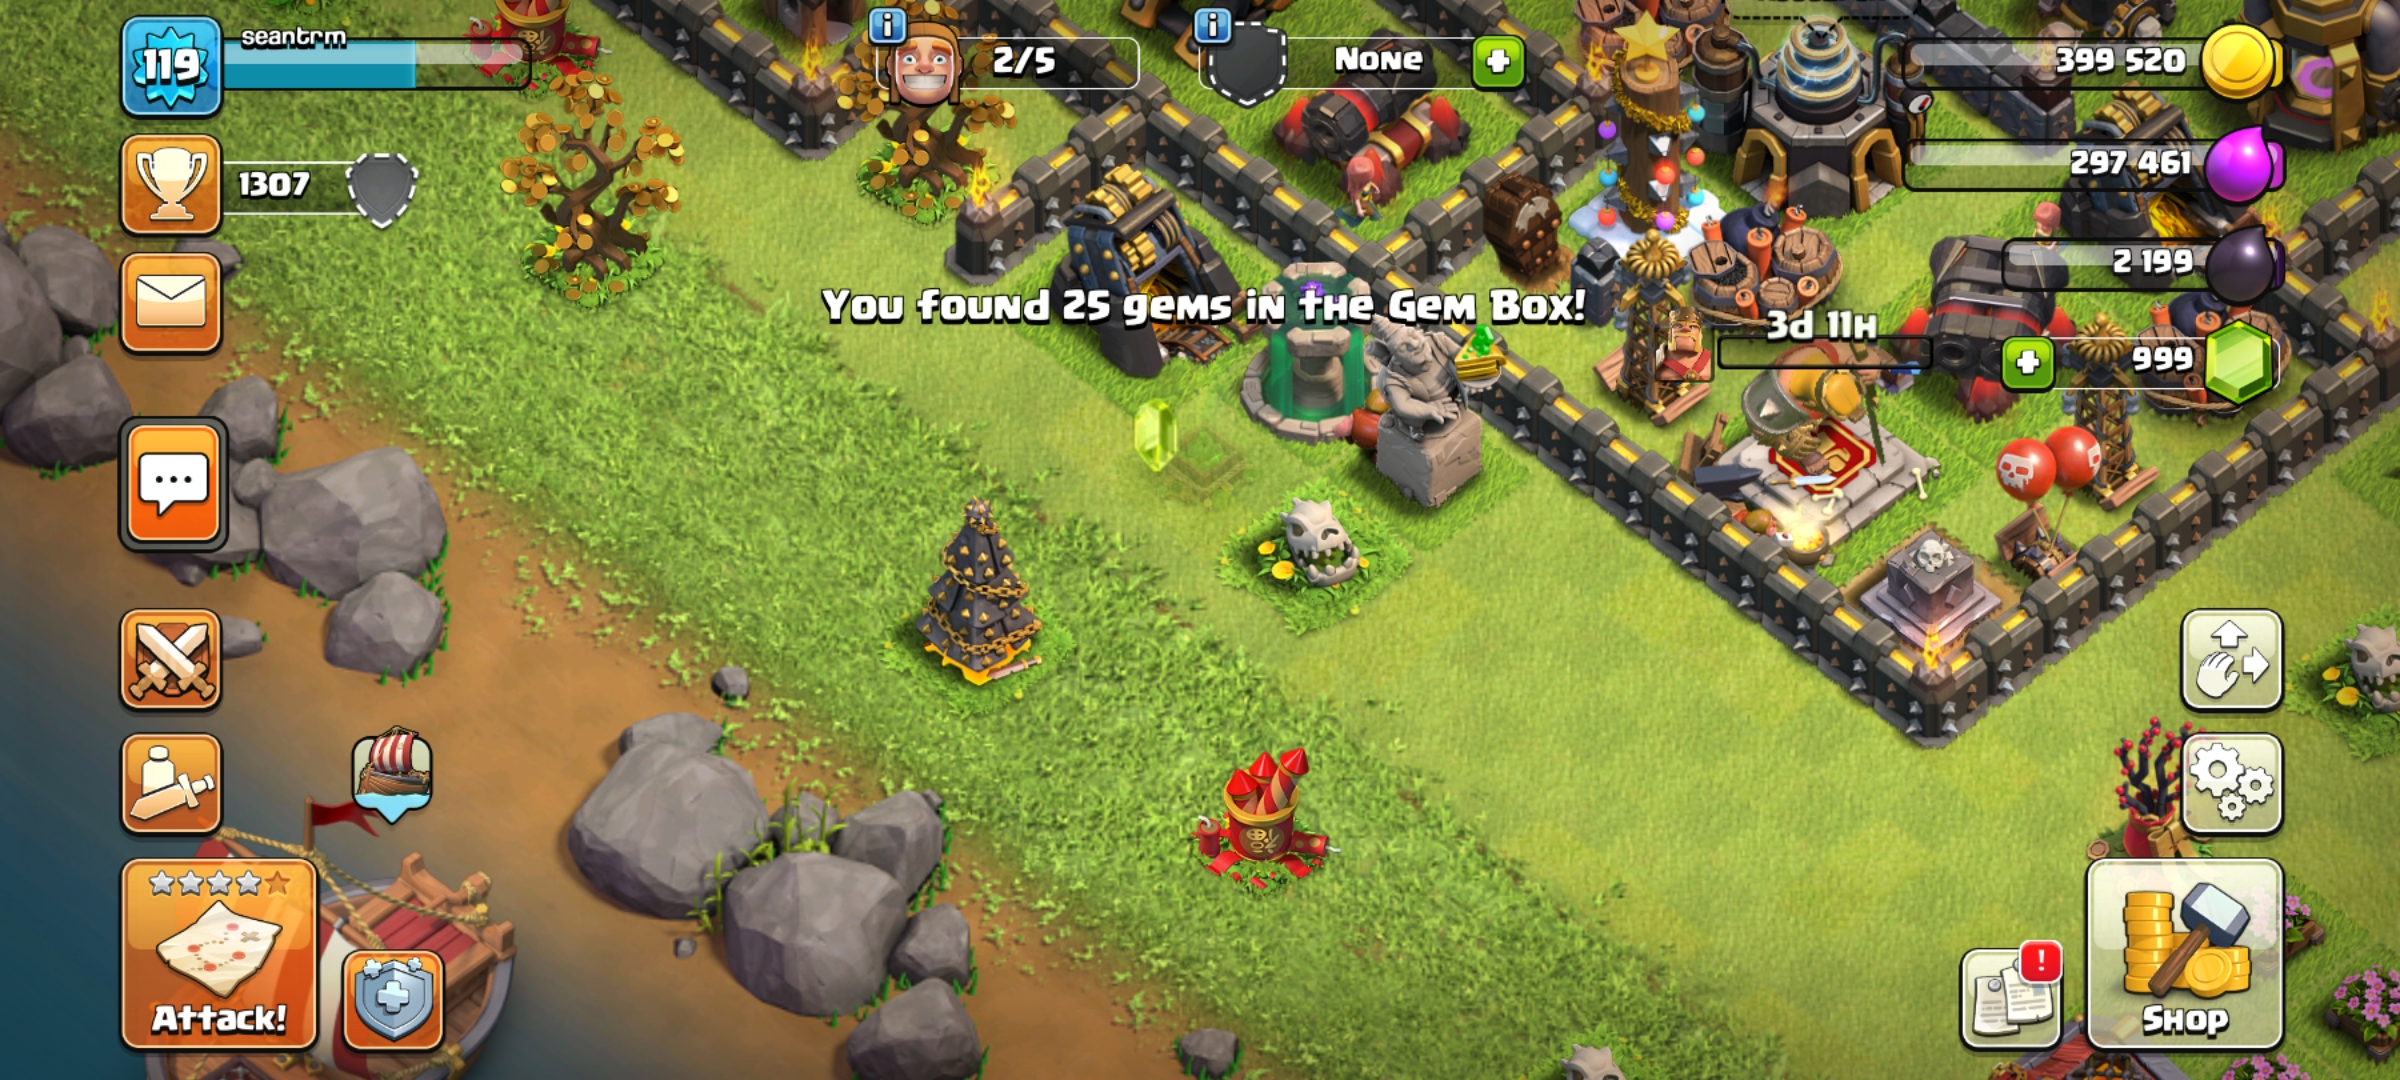 119
seantrm
2/5
None
399 520
1307
297 461
2 199
You found 25 gems in the Gem Box!
3d 11H
999
Attack!
!
Shop